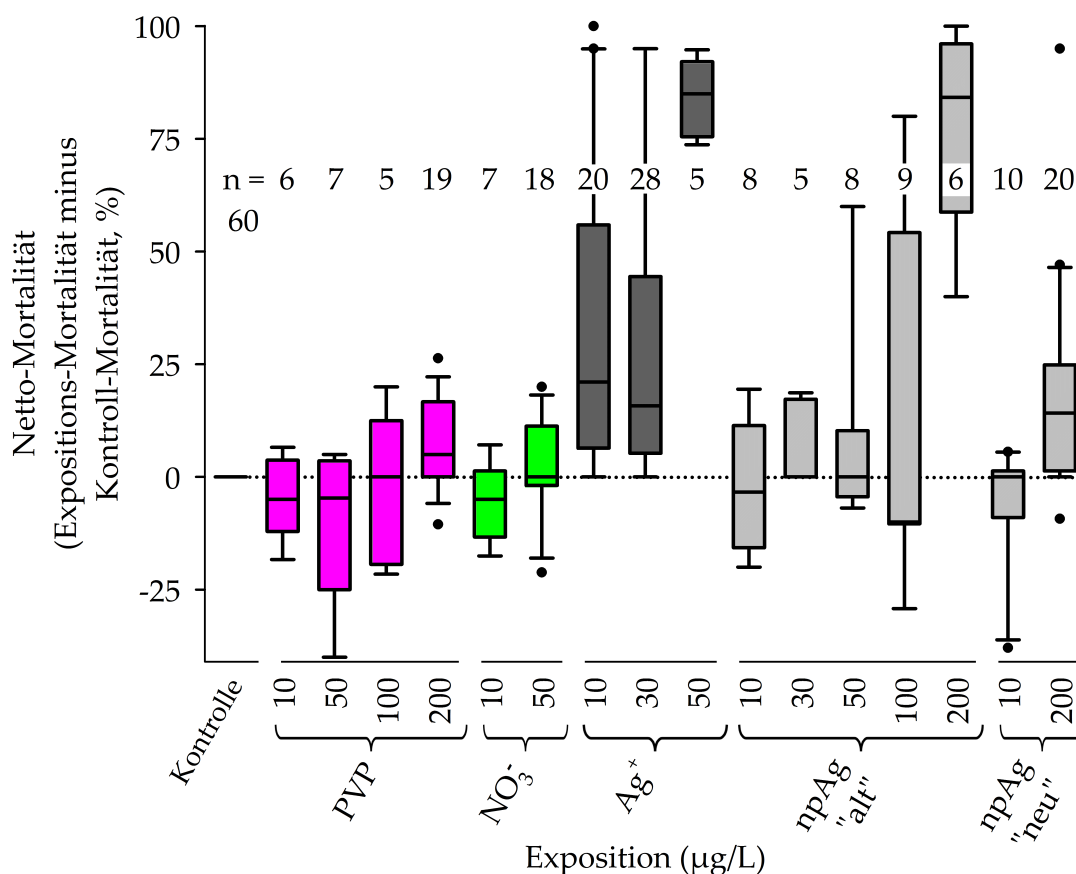 Netto-Mortalität
(Expositions-Mortalität minus
Kontroll-Mortalität, %)
100
75
50
25
0
-25
n = 6 7 5 19 7 18 20 28 5 8 5 8 9 6 10 20
60
Kontrolle
10 50 100 200 10 50 10 30 50 10 30 50 100 200 10 200
PVP
NO₃⁻
Ag⁺
npAg
"alt"
npAg
"neu"
Exposition (µg/L)